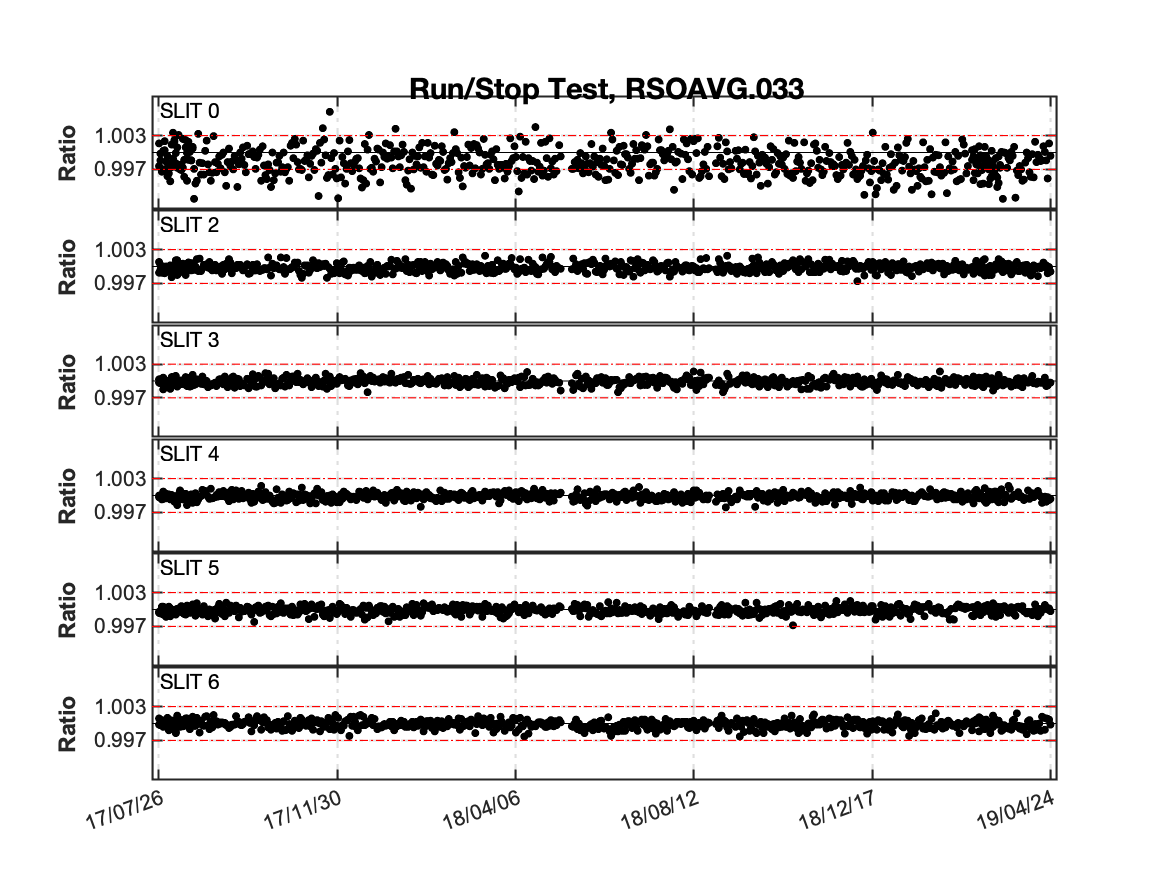 Run/Stop Test, RSOAVG.033
SLIT 0
Ratio
1.003
0.997
SLIT 2
Ratio
1.003
0.997
SLIT 3
Ratio
1.003
0.997
SLIT 4
Ratio
1.003
0.997
SLIT 5
Ratio
1.003
0.997
SLIT 6
Ratio
1.003
0.997
17/07/26 17/11/30 18/04/06 18/08/12 18/12/17 19/04/24